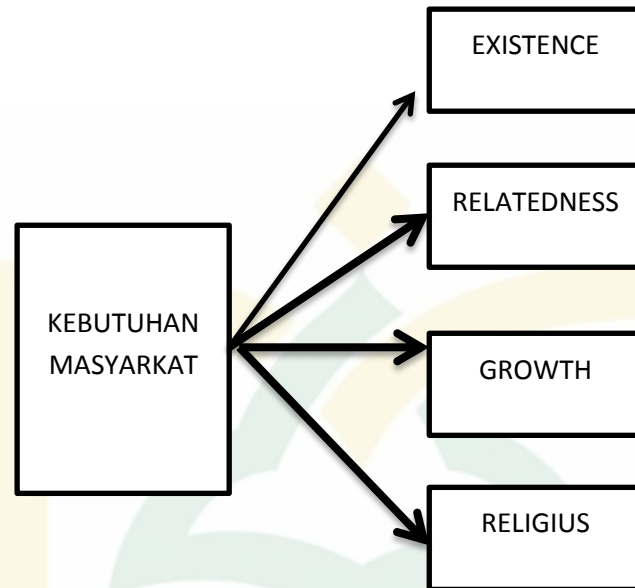 EXISTENCE
RELATEDNESS
KEBUTUHAN
MASYARKAT
GROWTH
RELIGIUS